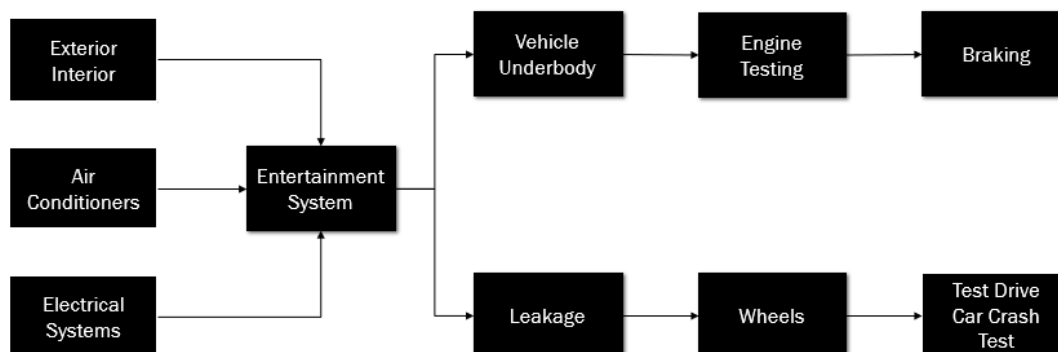 Exterior
Interior
Vehicle
Underbody
Engine
Testing
Braking
Air
Conditioners
Entertainment
System
Electrical
Systems
Leakage
Wheels
Test Drive
Car Crash
Test